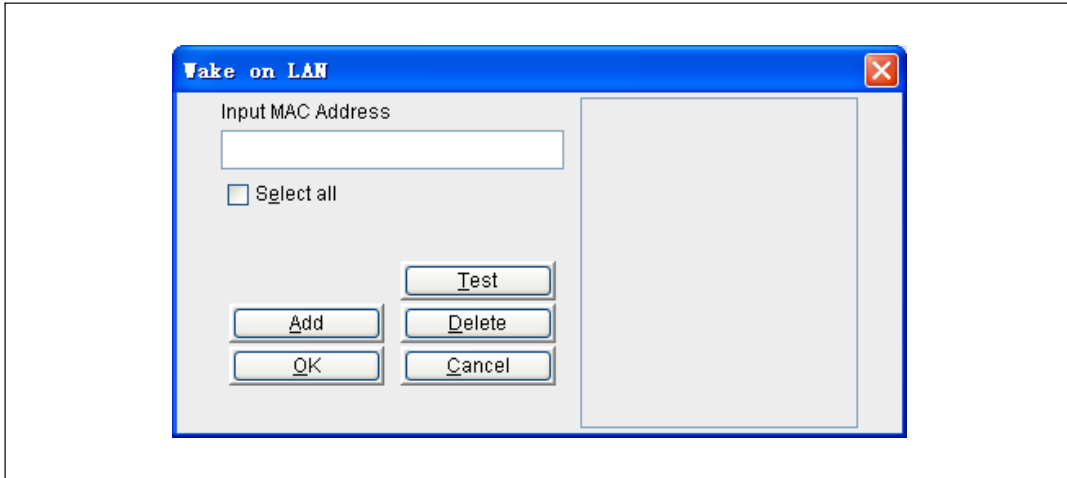 Wake on LAN
Input MAC Address
Select all
Test
Add
Delete
OK
Cancel